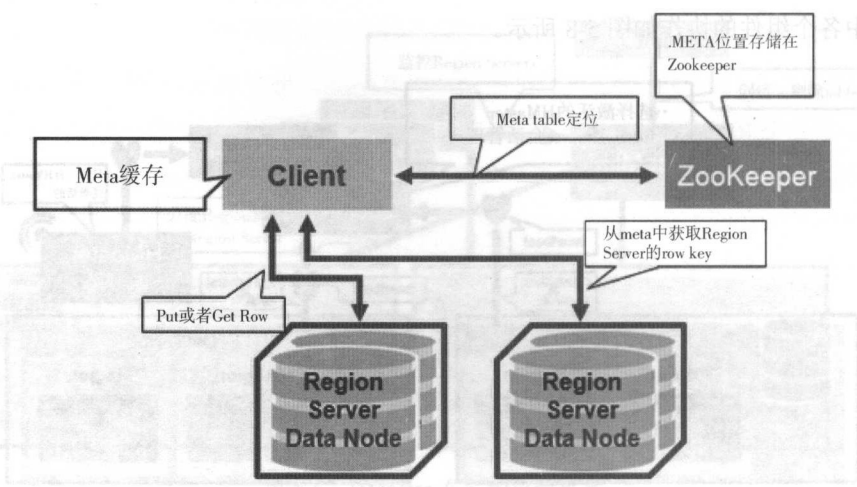 .META位置存储在
Zookeeper
Meta table定位
Meta缓存
Client
ZooKeeper
从meta中获取Region
Server的row key
Put或者Get Row
Region
Server
Data Node
Region
Server
Data Node